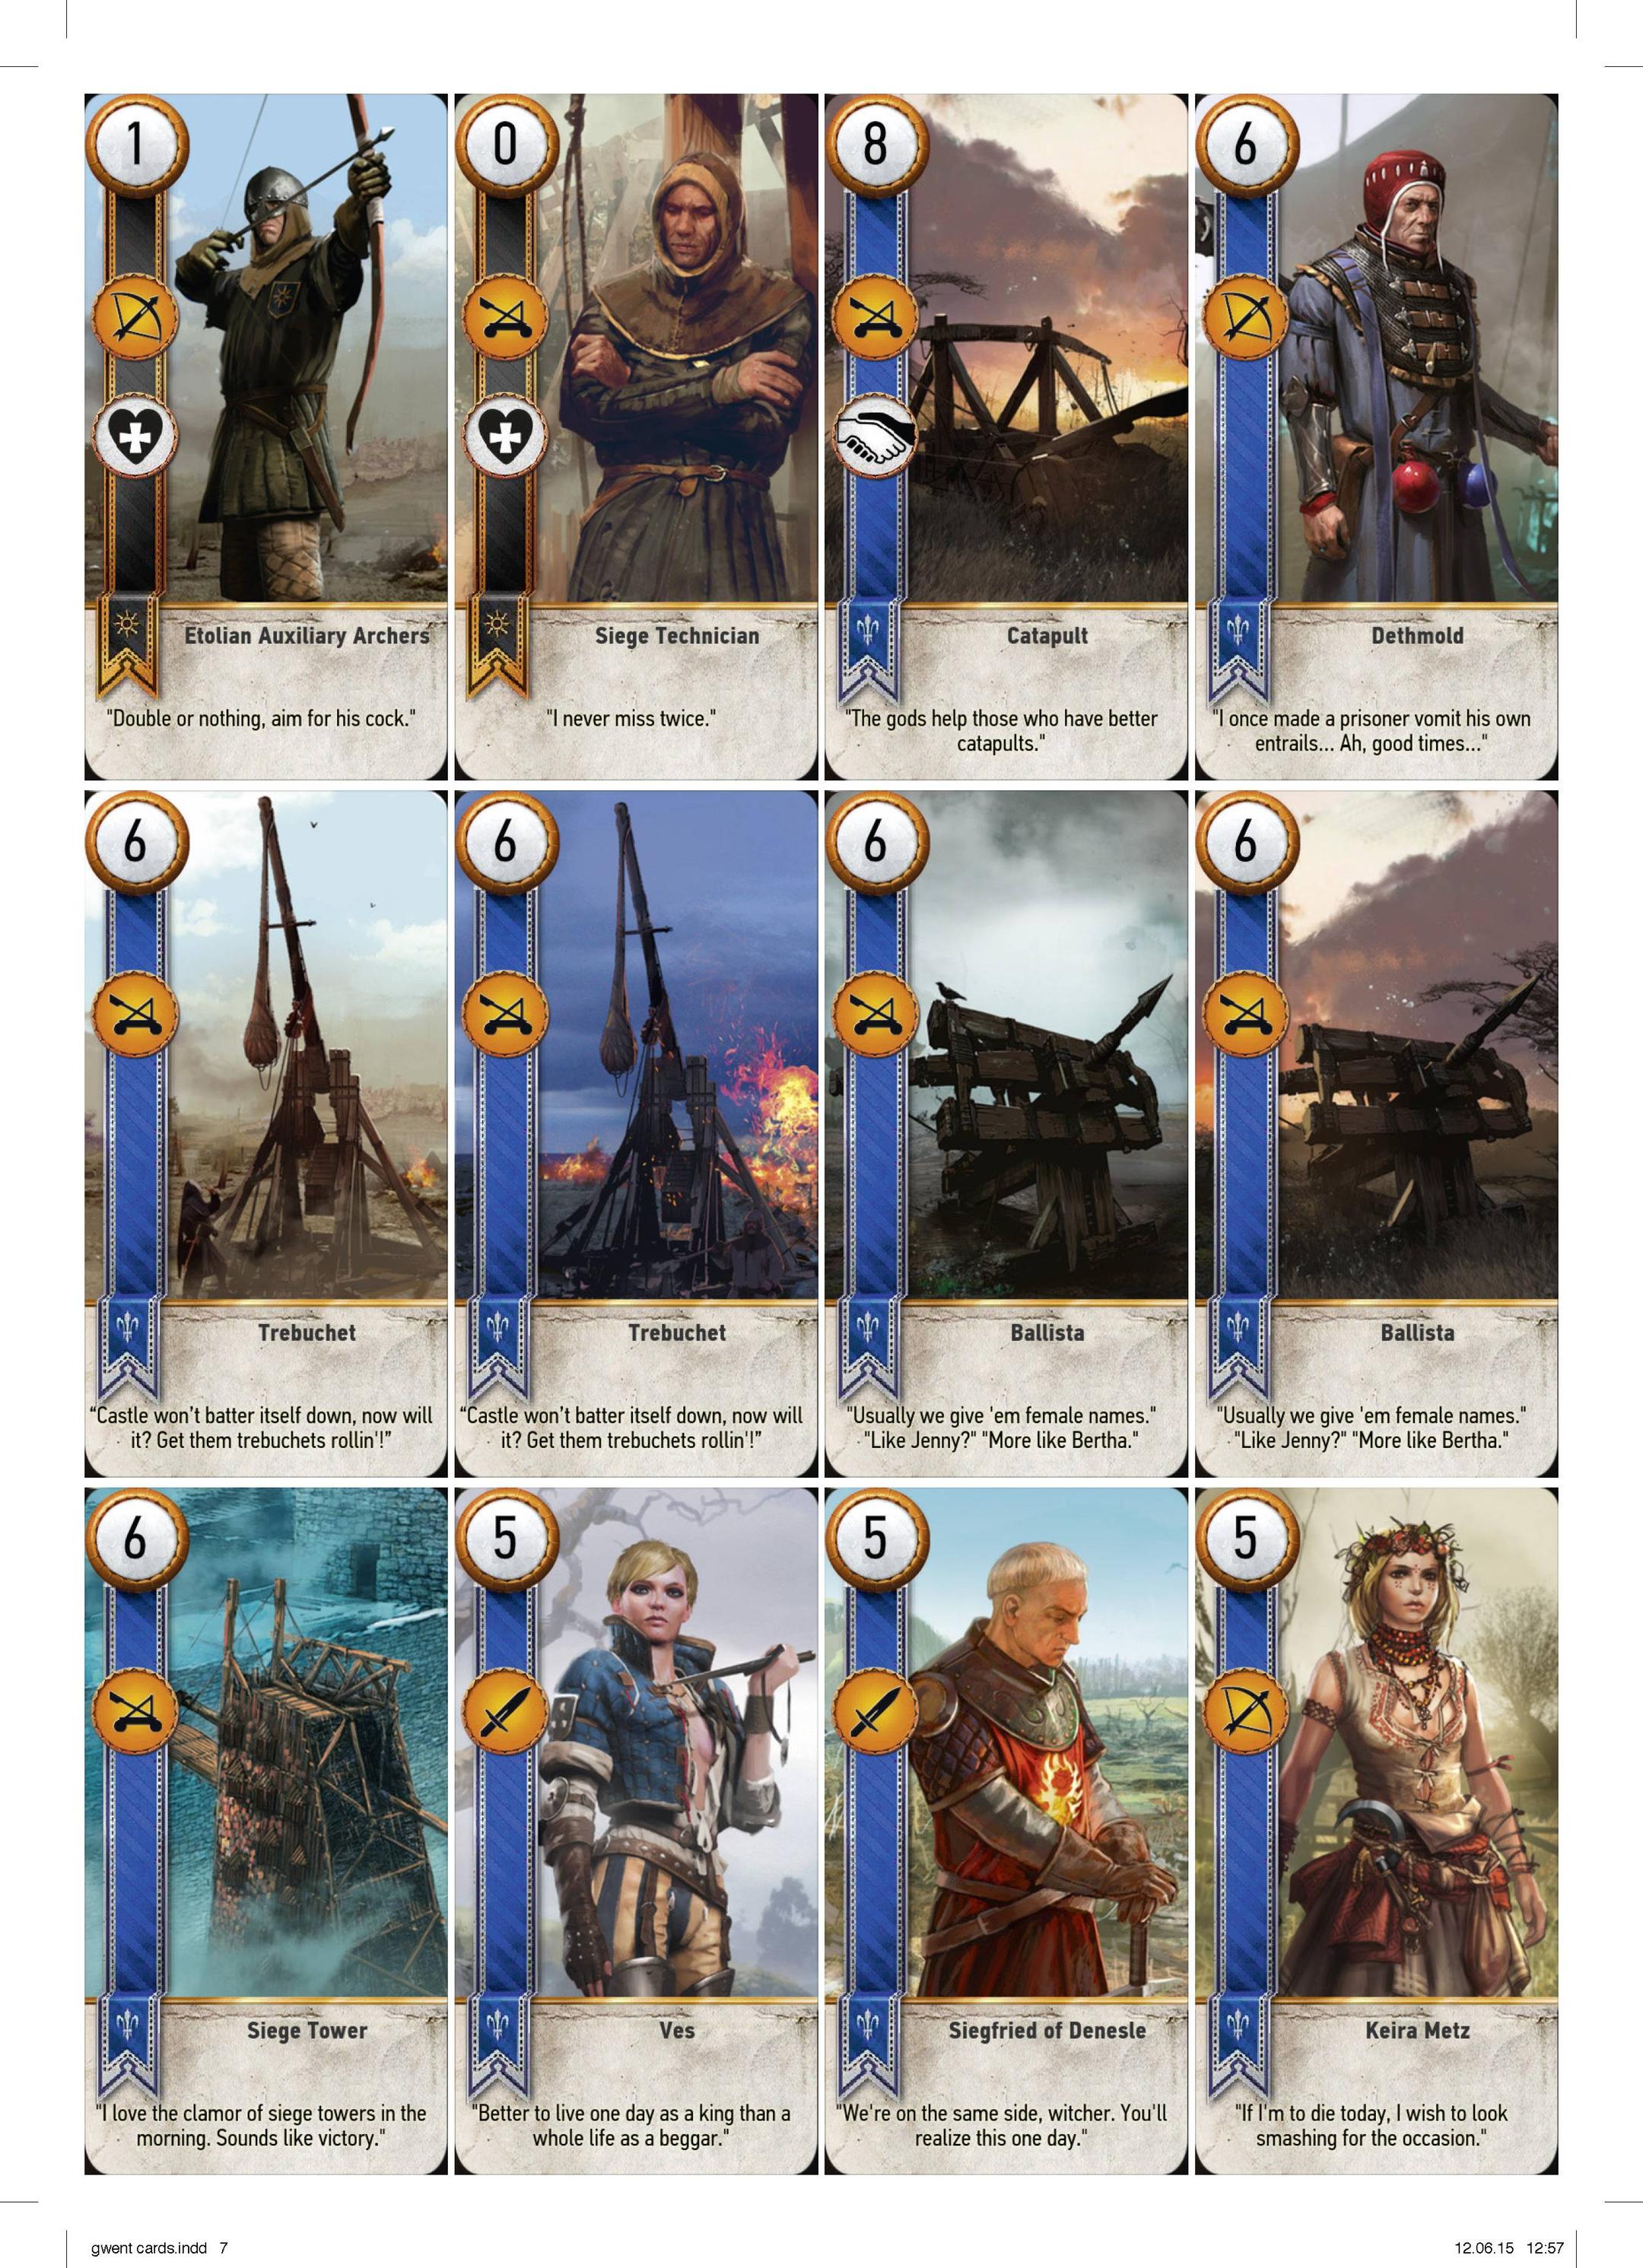 1
0
8
6
Etolian Auxiliary Archers
"Double or nothing, aim for his cock."
Siege Technician
"I never miss twice."
Catapult
"The gods help those who have better
catapults."
Dethmold
"I once made a prisoner vomit his own
entrails... Ah, good times..."
6
6
6
6
Trebuchet
“Castle won’t batter itself down, now will
it? Get them trebuchets rollin'!”
Trebuchet
“Castle won’t batter itself down, now will
it? Get them trebuchets rollin'!”
Ballista
"Usually we give 'em female names."
"Like Jenny?" "More like Bertha."
Ballista
"Usually we give 'em female names."
"Like Jenny?" "More like Bertha."
6
5
5
5
Siege Tower
"I love the clamor of siege towers in the
morning. Sounds like victory."
Ves
"Better to live one day as a king than a
whole life as a beggar."
Siegfried of Denesle
"We're on the same side, witcher. You'll
realize this one day."
Keira Metz
"If I'm to die today, I wish to look
smashing for the occasion."
gwent cards.indd   7
12.06.15   12:57